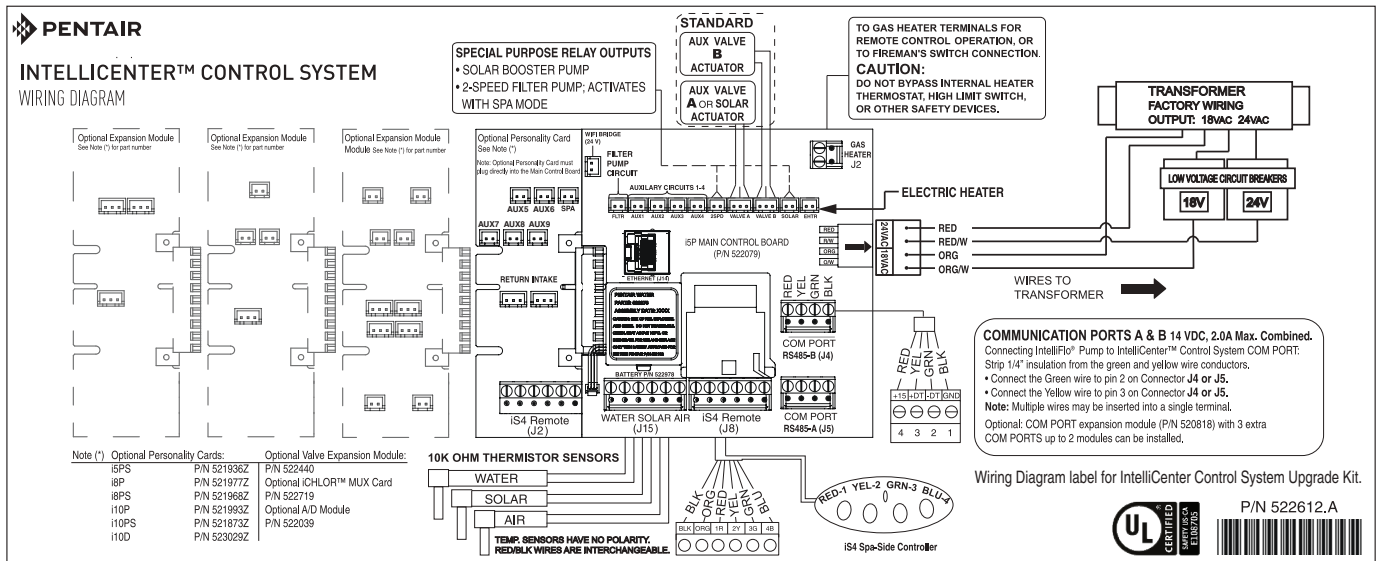 PENTAIR
INTELLICENTER™ CONTROL SYSTEM
WIRING DIAGRAM
Optional Expansion Module
See Note (*) for part number
Optional Expansion Module
See Note (*) for part number
Optional Expansion Module
Module See Note (*) for part number
SPECIAL PURPOSE RELAY OUTPUTS
• SOLAR BOOSTER PUMP
• 2-SPEED FILTER PUMP; ACTIVATES
WITH SPA MODE
STANDARD
AUX VALVE
B
ACTUATOR
AUX VALVE
A OR SOLAR
ACTUATOR
TO GAS HEATER TERMINALS FOR
REMOTE CONTROL OPERATION, OR
TO FIREMAN'S SWITCH CONNECTION.
CAUTION:
DO NOT BYPASS INTERNAL HEATER
THERMOSTAT, HIGH LIMIT SWITCH,
OR OTHER SAFETY DEVICES.
TRANSFORMER
FACTORY WIRING
OUTPUT: 18VAC 24VAC
LOW VOLTAGE CIRCUIT BREAKERS
18V
24V
Optional Personality Card
See Note (*)
Note: Optional Personality Card must
plug directly into the Main Control Board
WIFI BRIDGE
(24 V)
FILTER
PUMP
CIRCUIT
AUXILARY CIRCUITS 1-4
GAS
HEATER
J2
ELECTRIC HEATER
AUX5 AUX6 SPA
FLTR AUX1 AUX2 AUX3 AUX4 2SPD VALVE A VALVE B SOLAR EHTR
AUX7 AUX8 AUX9
i5P MAIN CONTROL BOARD
(P/N 522079)
RED
R/W
ORG
O/W
24VAC
18VAC
RED
RED/W
ORG
ORG/W
WIRES TO
TRANSFORMER
RETURN INTAKE
ETHERNET (J14)
PENTAIR WATER
ASSEMBLY DATE: XXXX
BATTERY P/N 522978
RED
YEL
GRN
BLK
COM PORT
RS485-B (J4)
COM PORT
RS485-A (J5)
RED
YEL
GRN
BLK
+15 +DT -DT GND
4 3 2 1
COMMUNICATION PORTS A & B 14 VDC, 2.0A Max. Combined.
Connecting IntelliFlo® Pump to IntelliCenter™ Control System COM PORT:
Strip 1/4" insulation from the green and yellow wire conductors.
• Connect the Green wire to pin 2 on Connector J4 or J5.
• Connect the Yellow wire to pin 3 on Connector J4 or J5.
Note: Multiple wires may be inserted into a single terminal.
Optional: COM PORT expansion module (P/N 520818) with 3 extra
COM PORTS up to 2 modules can be installed.
iS4 Remote
(J2)
WATER SOLAR AIR
(J15)
iS4 Remote
(J8)
Note (*) Optional Personality Cards: Optional Valve Expansion Module:
i5PS P/N 521936Z P/N 522440
i8P P/N 521977Z Optional iCHLOR™ MUX Card
i8PS P/N 521968Z P/N 522719
i10P P/N 521993Z Optional A/D Module
i10PS P/N 521873Z P/N 522039
i10D P/N 523029Z
10K OHM THERMISTOR SENSORS
WATER
SOLAR
AIR
TEMP. SENSORS HAVE NO POLARITY.
RED/BLK WIRES ARE INTERCHANGEABLE.
BLK
ORG
RED
YEL
GRN
BLU
BLK ORG 1R 2Y 3G 4B
RED-1 YEL-2 GRN-3 BLU-4
iS4 Spa-Side Controller
Wiring Diagram label for IntelliCenter Control System Upgrade Kit.
UL
CERTIFIED
SAFETY US-CA
E108705
P/N 522612.A